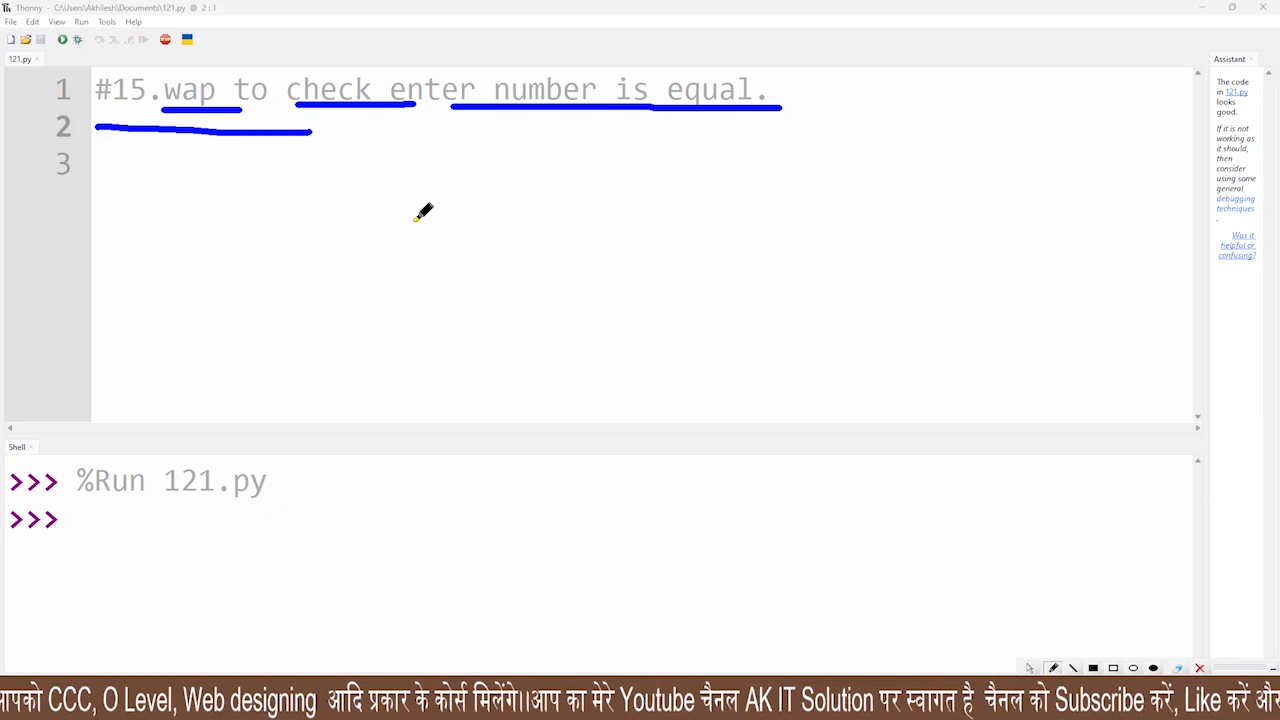 Thonny - C:\Users\Akhilesh\Documents\121.py @ 2 : 1
File Edit View Run Tools Help
121.py
1 #15.wap to check enter number is equal.
2
3
Assistant
The code
in 121.py
looks
good.
If it is not
working as
it should,
then
consider
using some
general
debugging
techniques
.
Was it
helpful or
confusing?
Shell
>>> %Run 121.py
>>>
आपको CCC, O Level, Web designing आदि प्रकार के कोर्स मिलेंगे।।आप का मेरे Youtube चैनल AK IT Solution पर स्वागत है चैनल को Subscribe करें, Like करें और